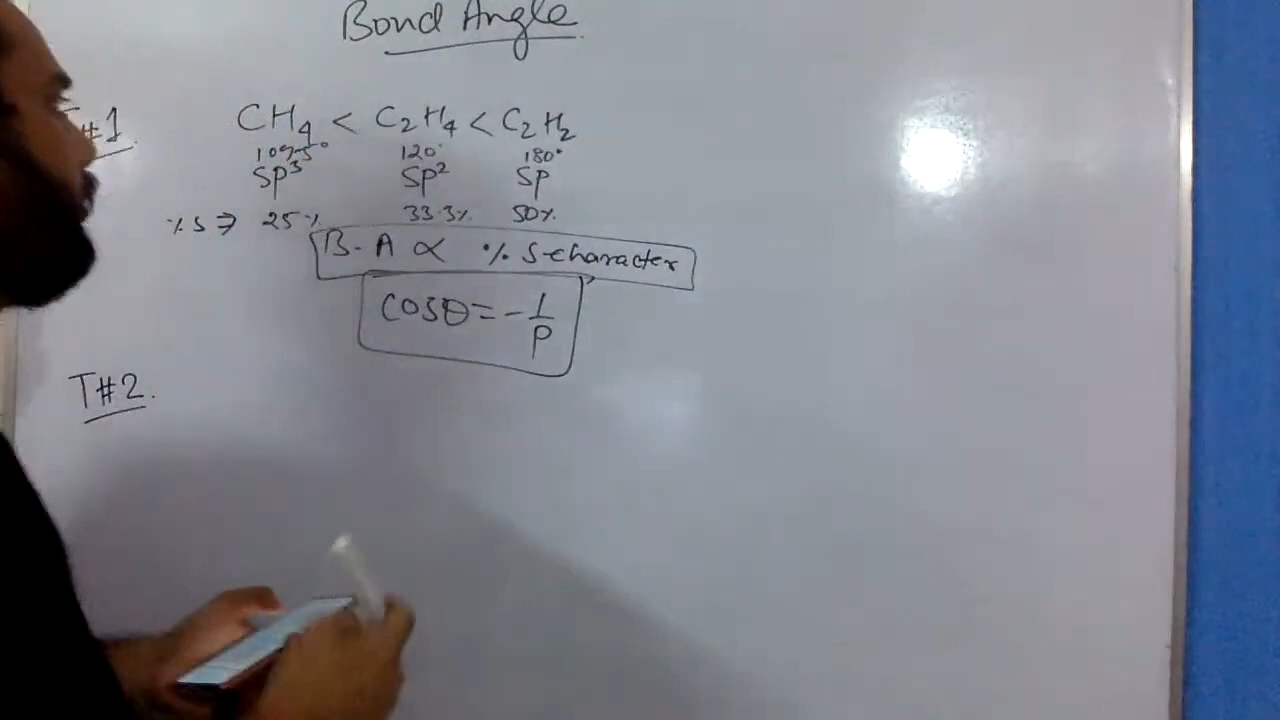 Bond Angle
#1.
CH4 < C2H4 < C2H2
109.5° 120° 180°
SP³ SP² SP
% S ⇒ 25% 33.3% 50%
B-A ∝ % S-character
COSθ = - 1/P
T#2.